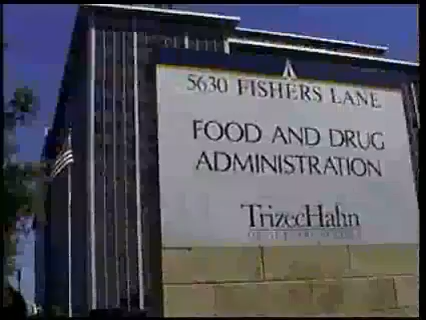 5630 FISHERS LANE
FOOD AND DRUG
ADMINISTRATION
TrizecHahn